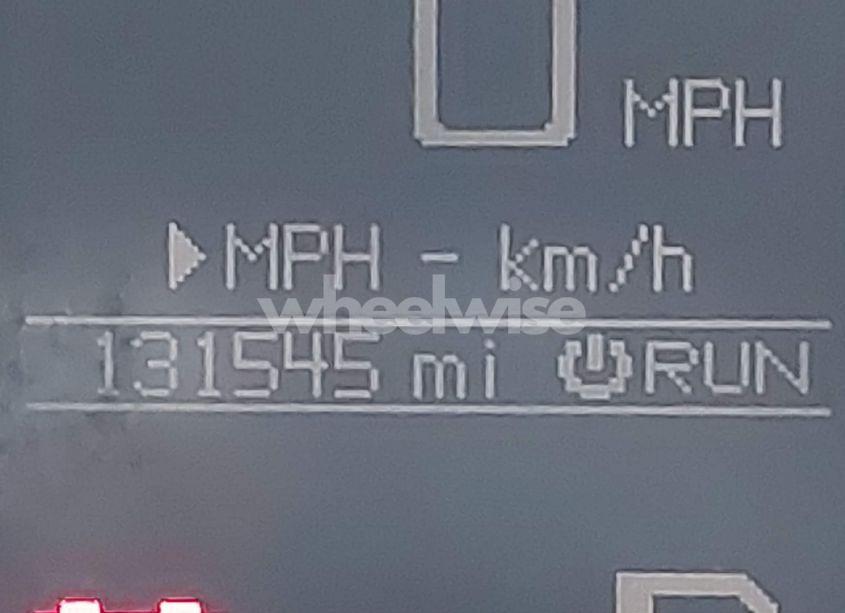 0 MPH
▶MPH - km/h
wheelwise
131545 mi ⏻RUN